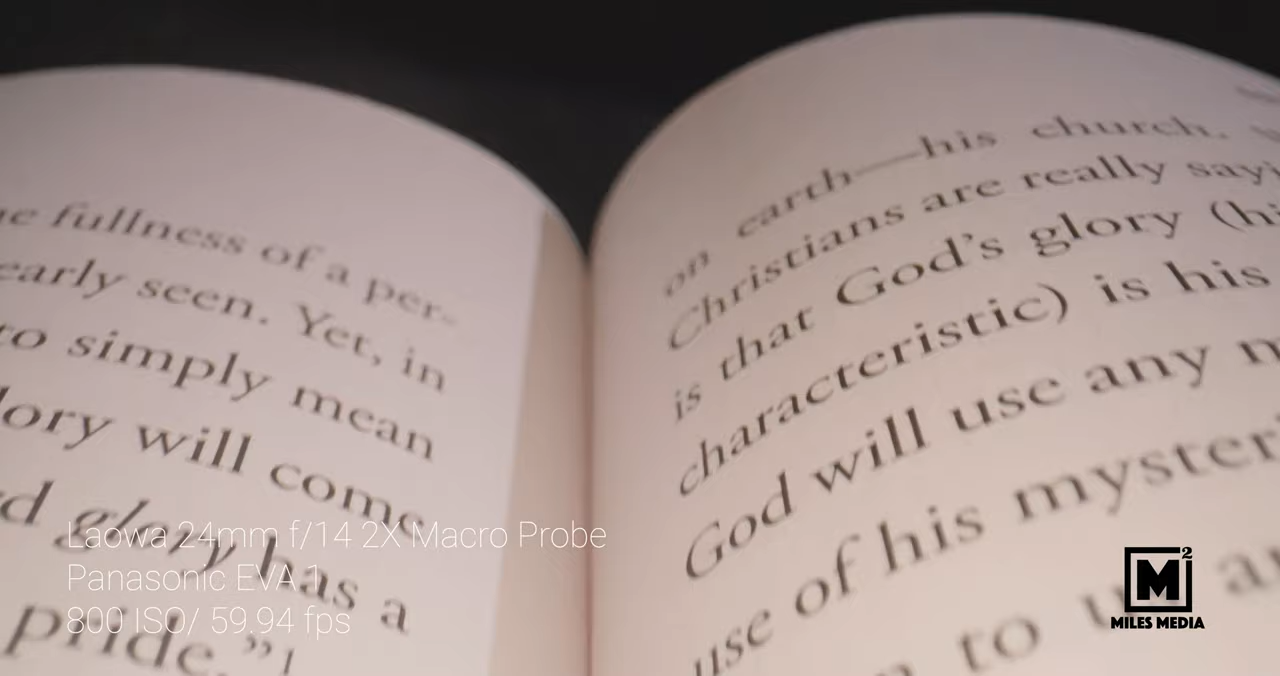 e fullness of a per-
early seen. Yet, in
to simply mean
lory will come
d glory has a
pride.”1
on earth—his church.
Christians are really sayi
is that God’s glory (hi
characteristic) is his
God will use any m
use of his myster
to u
Laowa 24mm f/14 2X Macro Probe
Panasonic EVA 1
800 ISO/ 59.94 fps
M2
MILES MEDIA